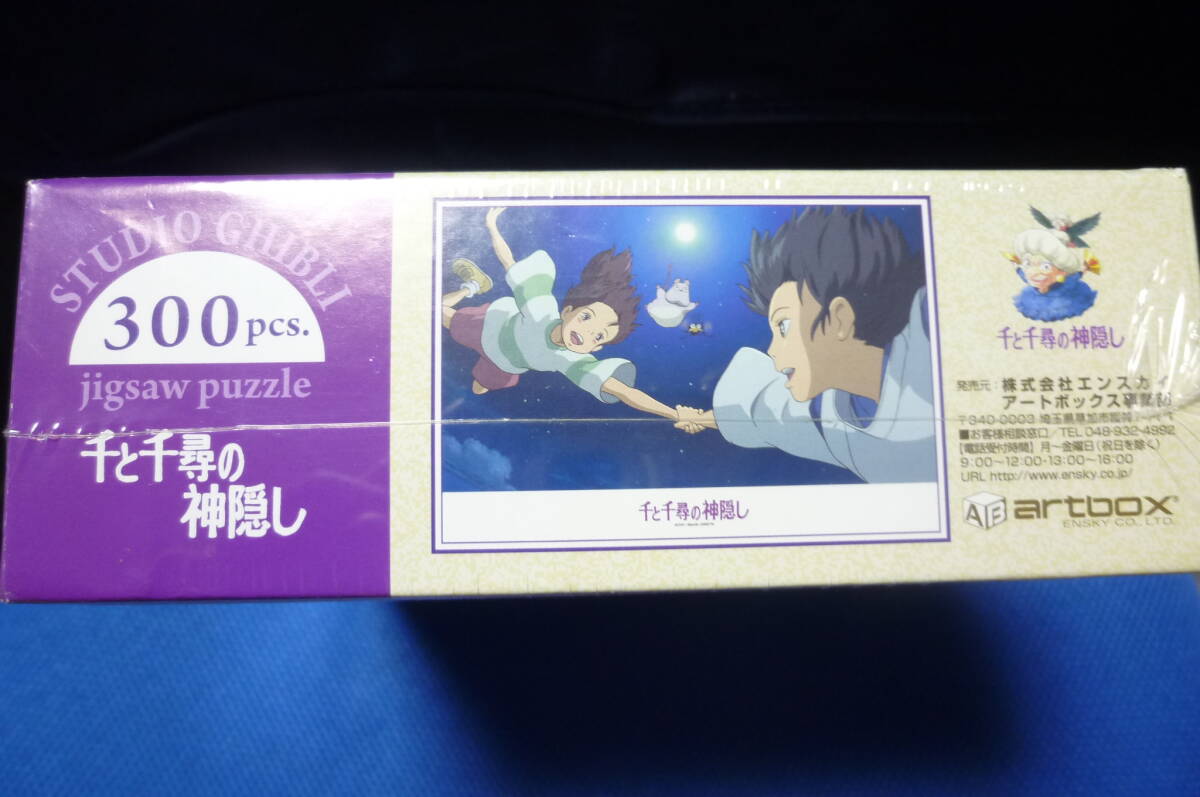 STUDIO GHIBLI
300 pcs.
jigsaw puzzle
千と千尋の
神隠し
千と千尋の神隠し
千と千尋の神隠し
発売元: 株式会社エンスカイ
アートボックス事業部
〒340-0003 埼玉県草加市
■お客様相談窓口/TEL 048-932-4992
【電話受付時間】月~金曜日(祝日を除く)
9:00~12:00・13:00~16:00
URL http://www.ensky.co.jp/
AB artbox®
ENSKY CO., LTD.